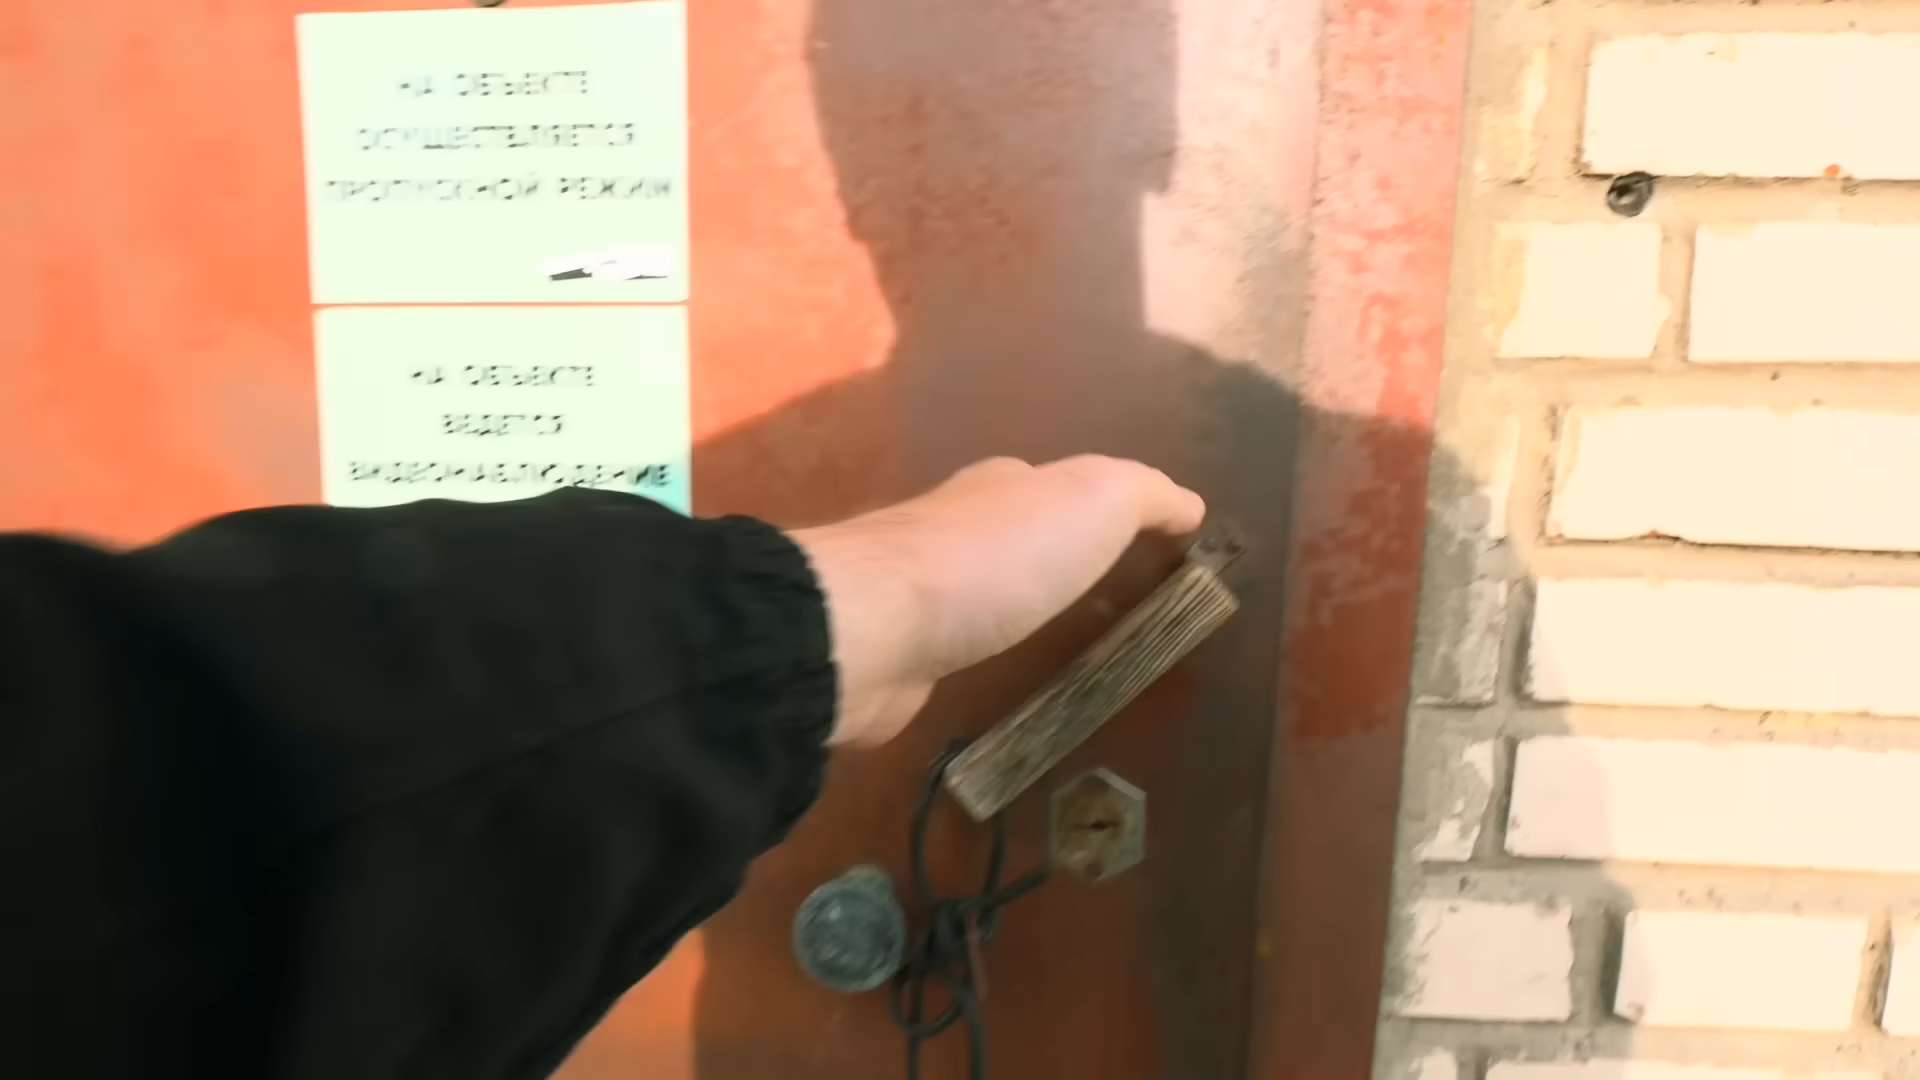 НА ОБЪЕКТЕ
ОСУЩЕСТВЛЯЕТСЯ
ПРОПУСКНОЙ РЕЖИМ
НА ОБЪЕКТЕ
ВЕДЕТСЯ
ВИДЕОНАБЛЮДЕНИЕ